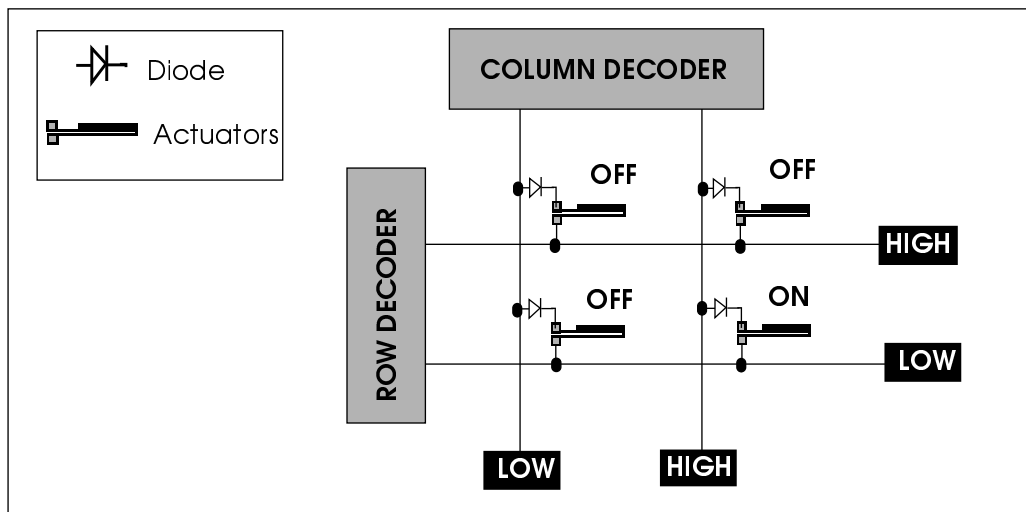 Diode
Actuators
COLUMN DECODER
ROW DECODER
OFF
OFF
HIGH
OFF
ON
LOW
LOW
HIGH